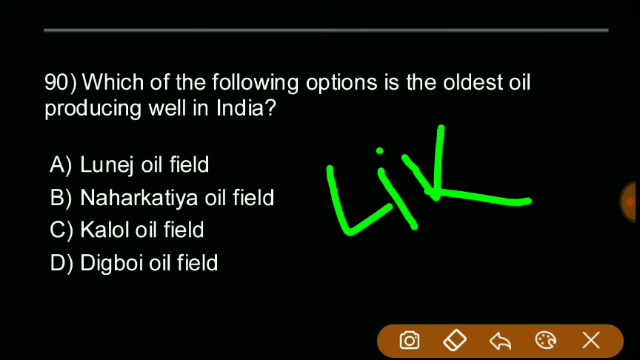 90) Which of the following options is the oldest oil
producing well in India?
A) Lunej oil field
B) Naharkatiya oil field
C) Kalol oil field
D) Digboi oil field